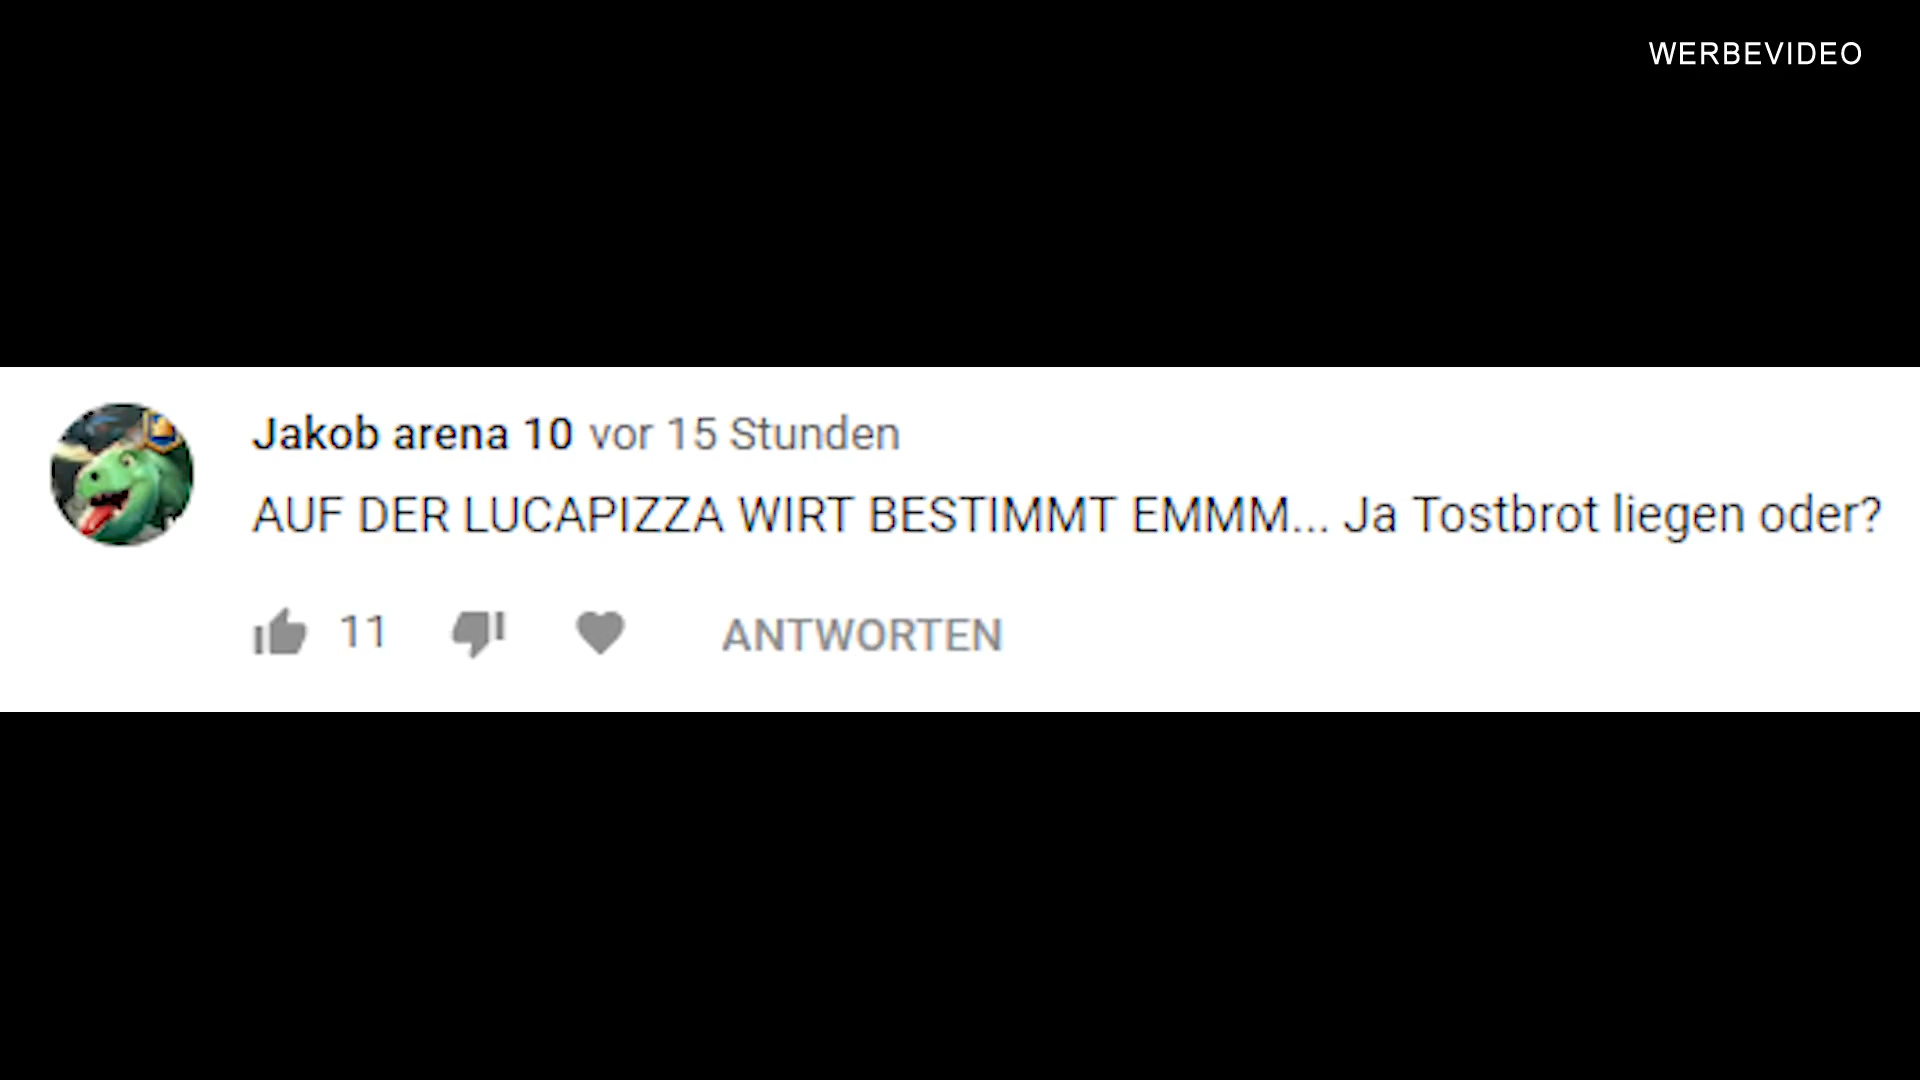 WERBEVIDEO
Jakob arena 10 vor 15 Stunden
AUF DER LUCAPIZZA WIRT BESTIMMT EMMM... Ja Tostbrot liegen oder?
11 ANTWORTEN